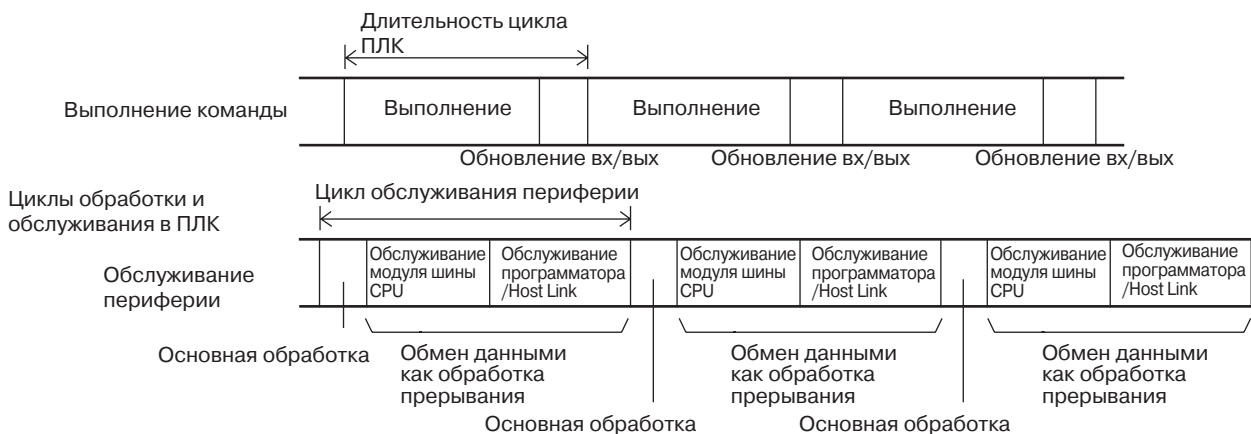 Длительность цикла
ПЛК
Выполнение команды
Выполнение
Выполнение
Выполнение
Обновление вх/вых
Обновление вх/вых
Обновление вх/вых
Циклы обработки и
обслуживания в ПЛК
Цикл обслуживания периферии
Обслуживание
периферии
Обслуживание
модуля шины
CPU
Обслуживание
программатора
/Host Link
Обслуживание
модуля шины
CPU
Обслуживание
программатора
/Host Link
Обслуживание
модуля шины
CPU
Обслуживание
программатора
/Host Link
Основная обработка
Обмен данными
как обработка
прерывания
Основная обработка
Обмен данными
как обработка
прерывания
Основная обработка
Обмен данными
как обработка
прерывания